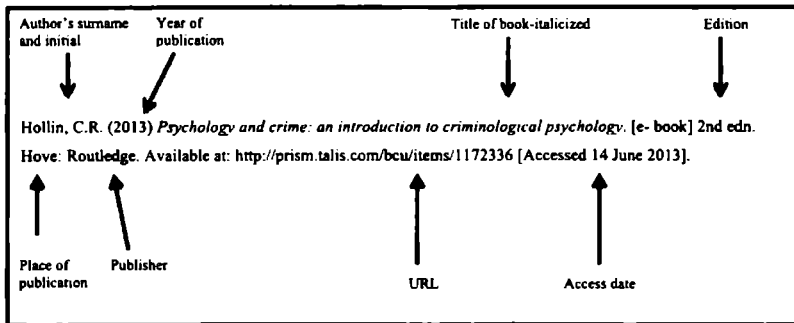 Author's surname and initial
Year of publication
Title of book-italicized
Edition
Hollin, C.R. (2013) Psychology and crime: an introduction to criminological psychology. [e- book] 2nd edn.
Hove: Routledge. Available at: http://prism.talis.com/bcu/items/1172336 [Accessed 14 June 2013].
Place of publication
Publisher
URL
Access date